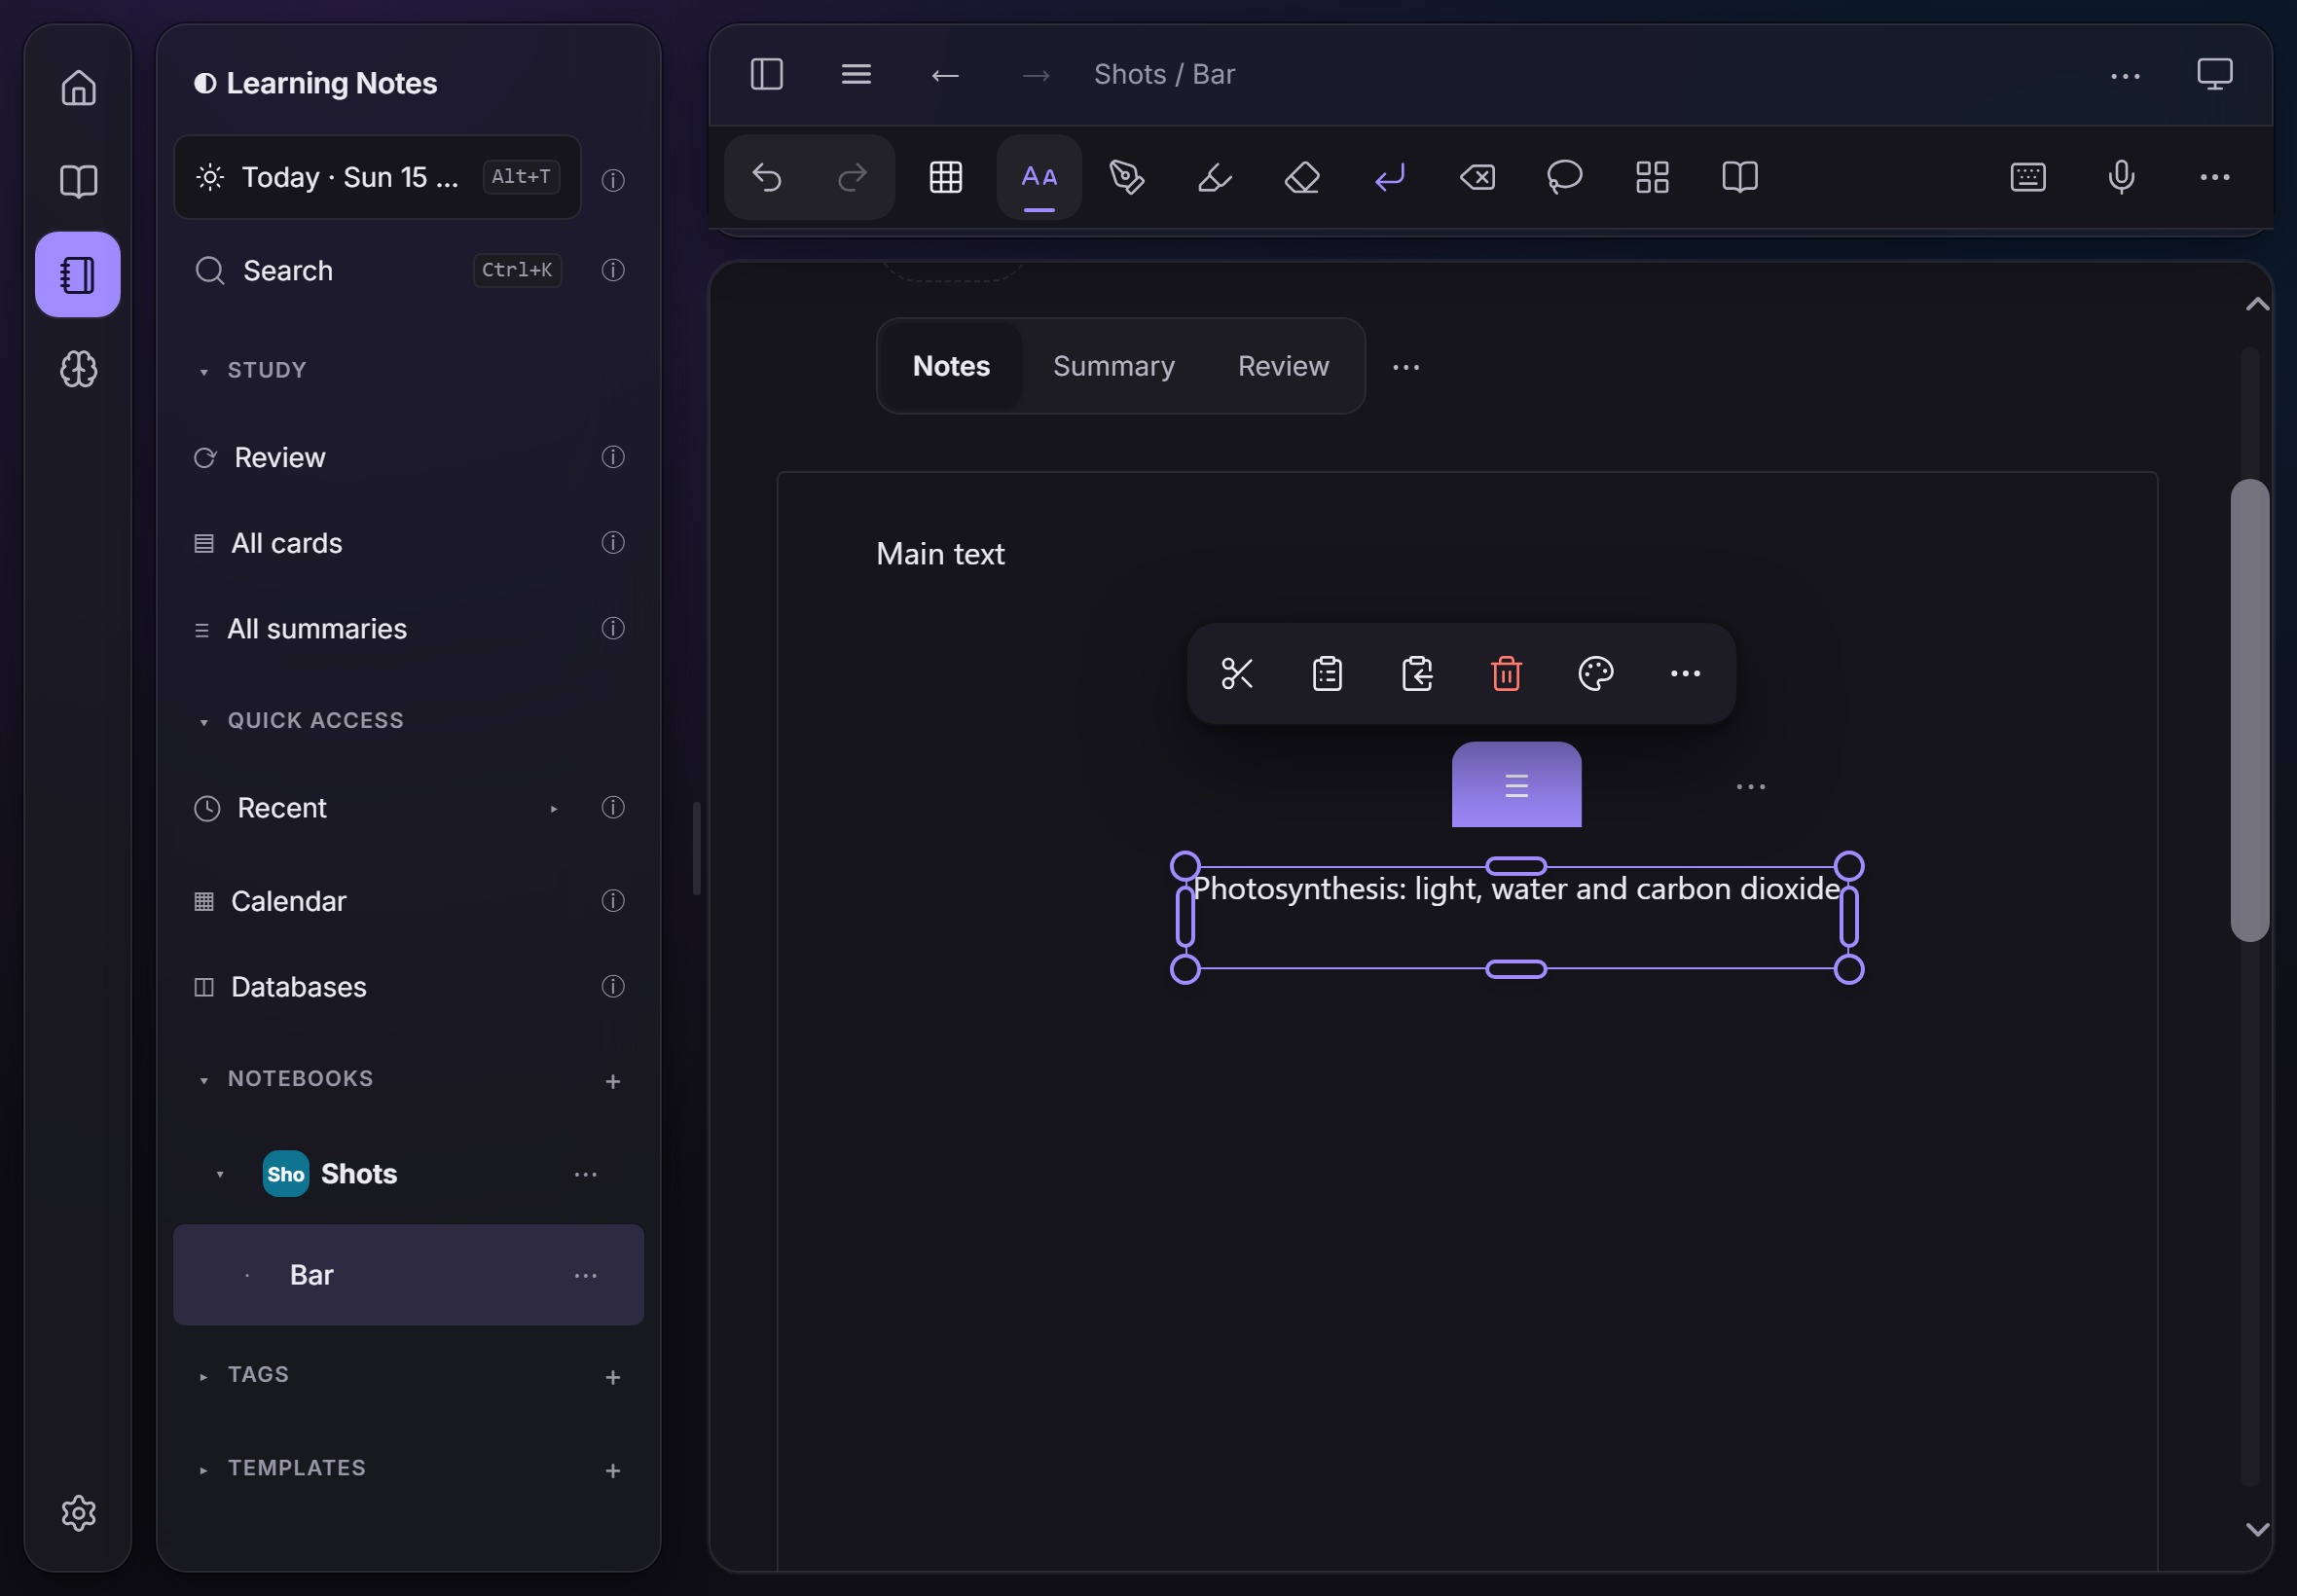 Learning Notes
Today · Sun 15 ...
Alt+T
Search
Ctrl+K
STUDY
Review
All cards
All summaries
QUICK ACCESS
Recent
Calendar
Databases
NOTEBOOKS
Sho
Shots
Bar
TAGS
TEMPLATES
Shots / Bar
AA
Notes
Summary
Review
Main text
Photosynthesis: light, water and carbon dioxide